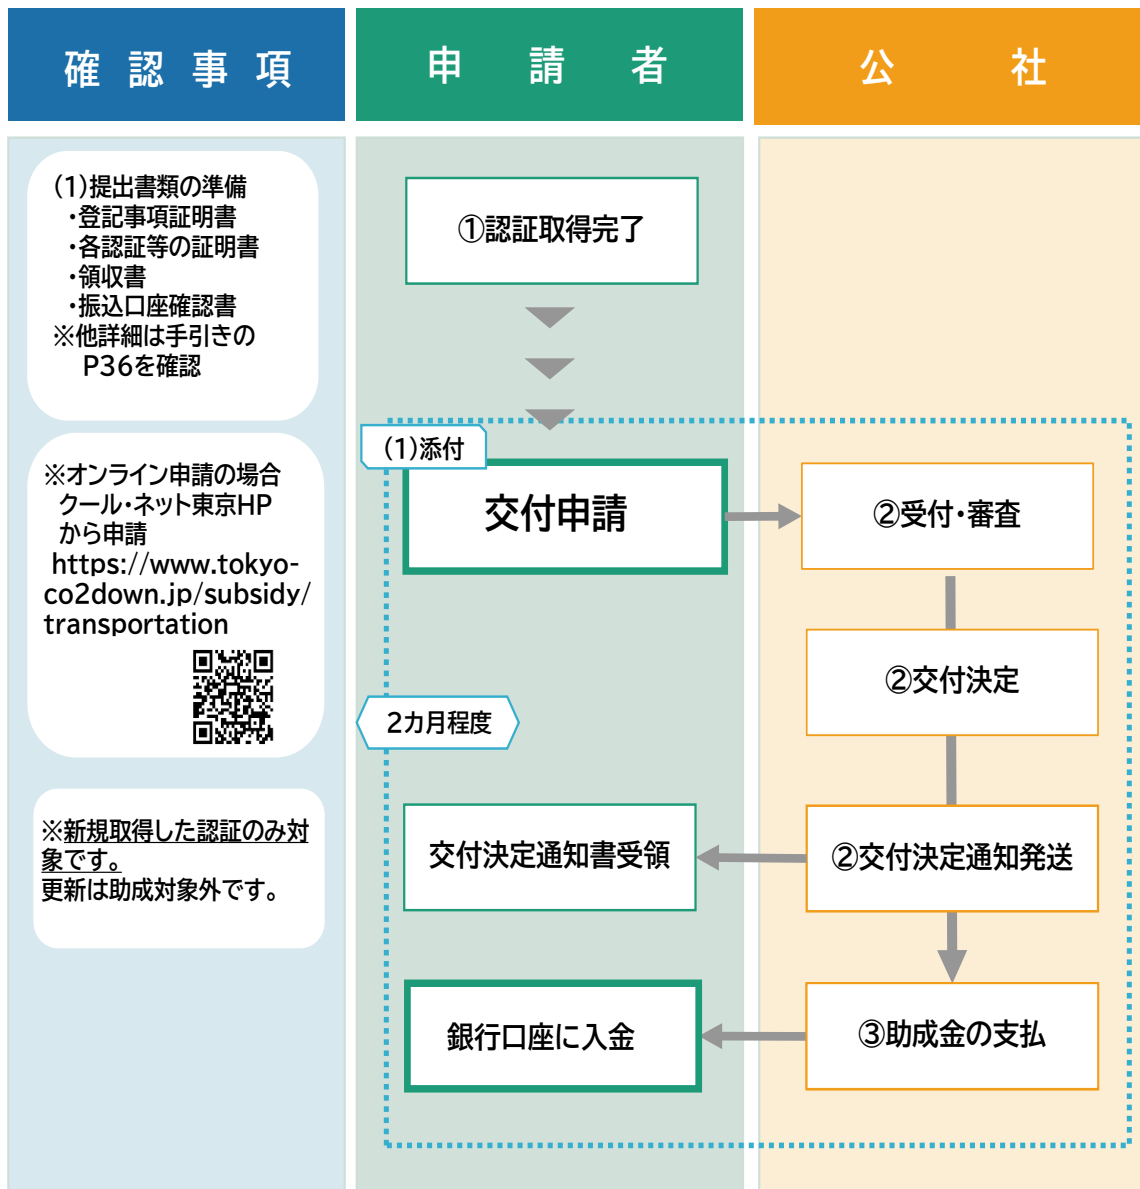 確認事項
申請者
公社
(1)提出書類の準備
・登記事項証明書
・各認証等の証明書
・領収書
・振込口座確認書
※他詳細は手引きの
P36を確認
※オンライン申請の場合
クール・ネット東京HP
から申請
https://www.tokyo-
co2down.jp/subsidy/
transportation
※新規取得した認証のみ対
象です。
更新は助成対象外です。
①認証取得完了
(1)添付
交付申請
②受付・審査
②交付決定
2カ月程度
交付決定通知書受領
②交付決定通知発送
銀行口座に入金
③助成金の支払